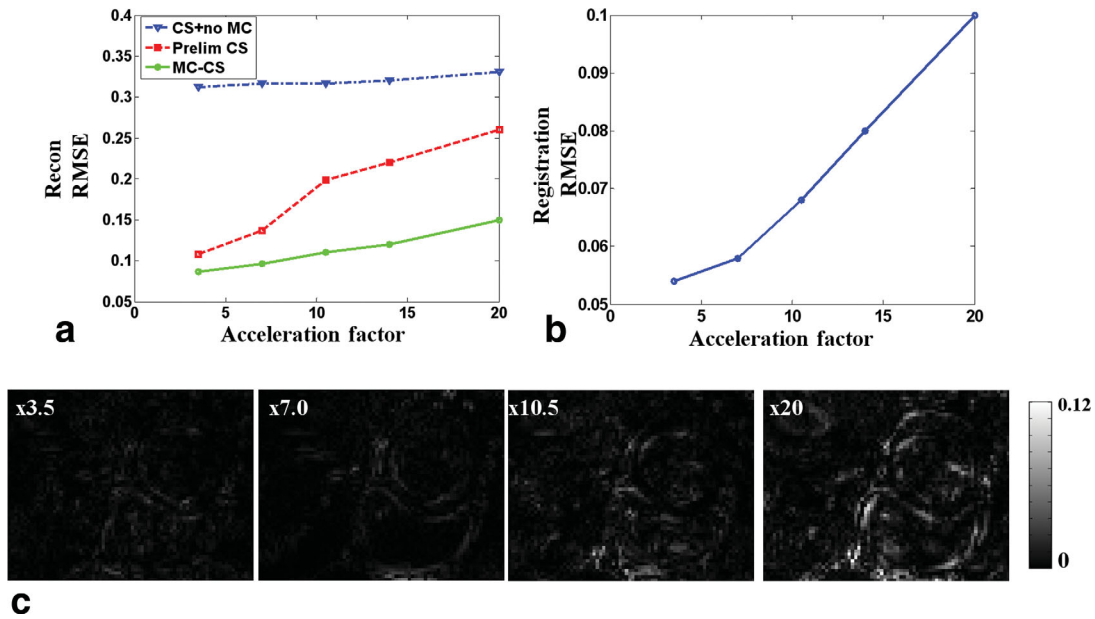 0.4
0.35
0.3
0.25
0.2
0.15
0.1
0.05
CS+no MC
Prelim CS
MC-CS
Recon
RMSE
0
5
10
15
20
Acceleration factor
a
0.1
0.09
0.08
0.07
0.06
0.05
Registration
RMSE
0
5
10
15
20
Acceleration factor
b
x3.5
x7.0
x10.5
x20
0.12
0
c